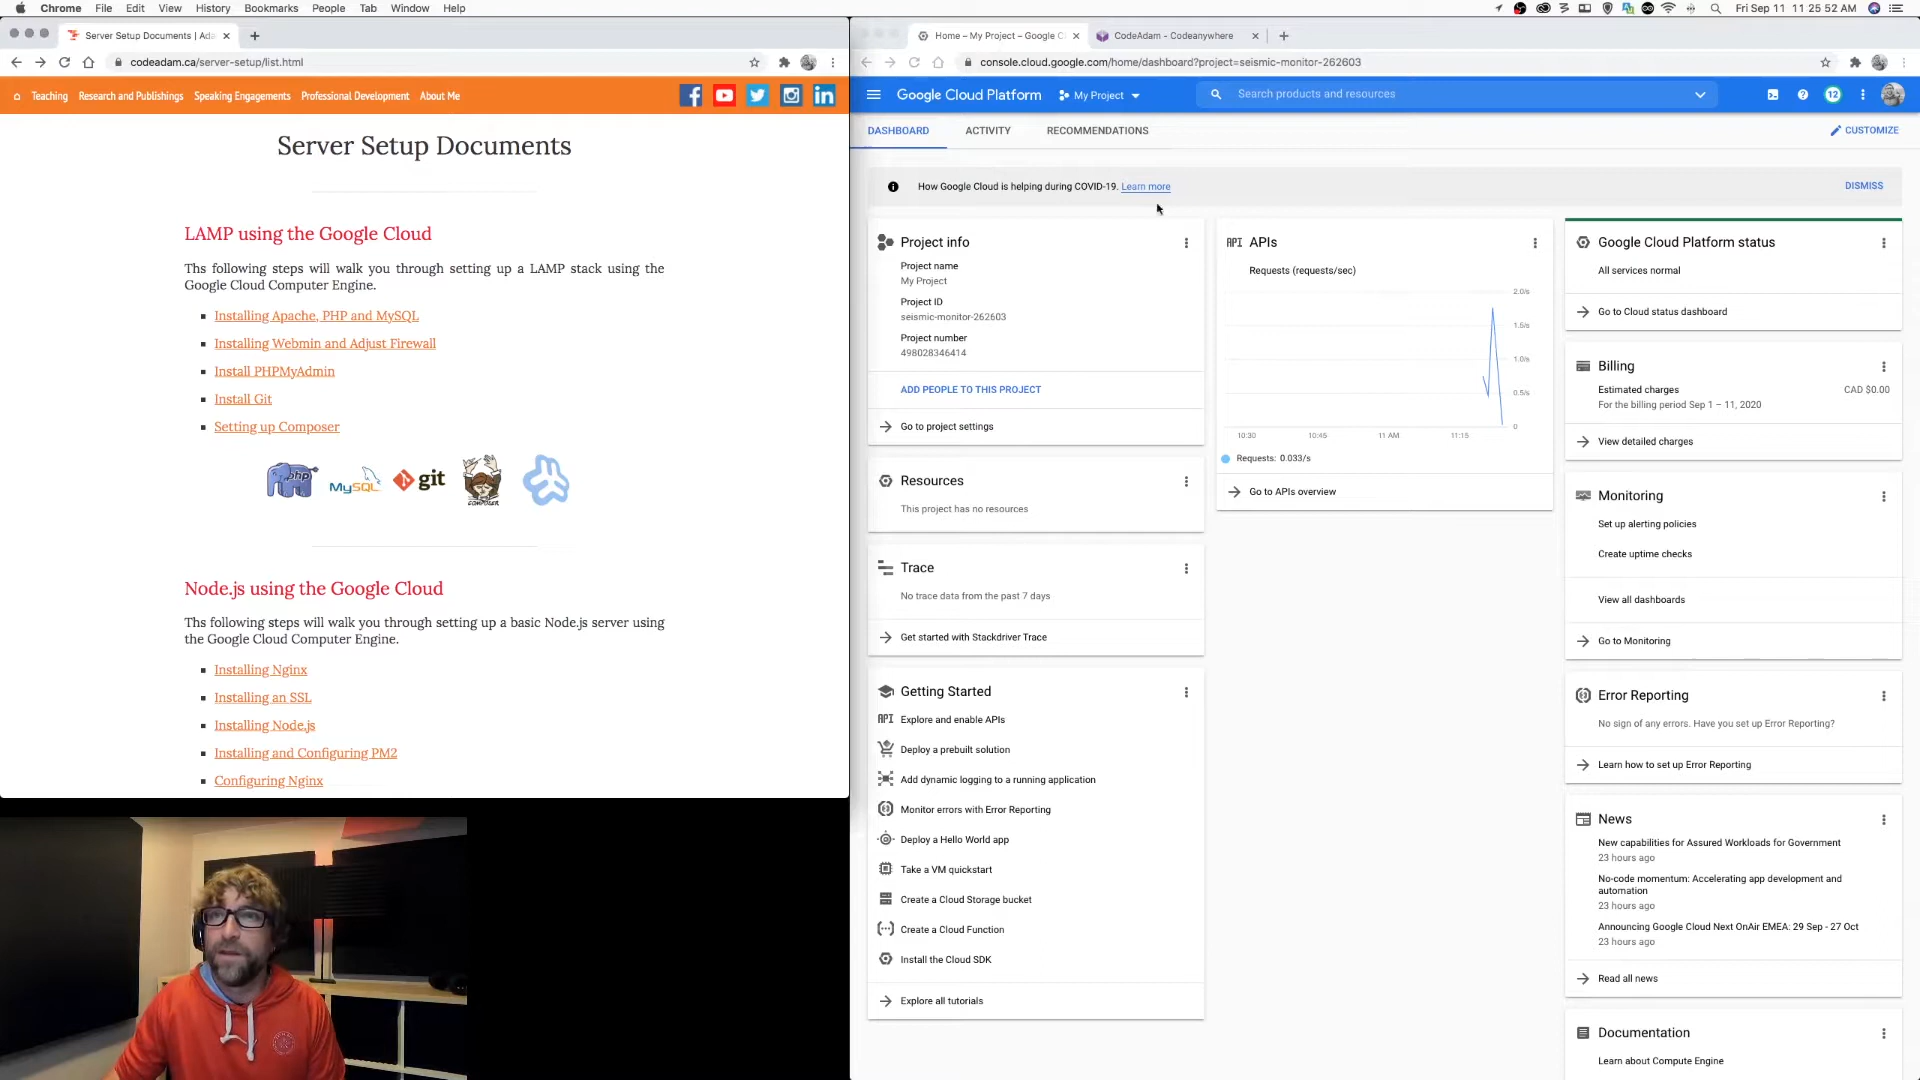 Chrome File Edit View History Bookmarks People Tab Window Help
Fri Sep 11 11 25 52 AM
Server Setup Documents | Ada
codeadam.ca/server-setup/list.html
Teaching Research and Publishings Speaking Engagements Professional Development About Me
Server Setup Documents
LAMP using the Google Cloud
Ths following steps will walk you through setting up a LAMP stack using the
Google Cloud Computer Engine.
Installing Apache, PHP and MySQL
Installing Webmin and Adjust Firewall
Install PHPMyAdmin
Install Git
Setting up Composer
php MySQL git COMPOSER
Node.js using the Google Cloud
Ths following steps will walk you through setting up a basic Node.js server using
the Google Cloud Computer Engine.
Installing Nginx
Installing an SSL
Installing Node.js
Installing and Configuring PM2
Configuring Nginx
Home – My Project – Google C
CodeAdam - Codeanywhere
console.cloud.google.com/home/dashboard?project=seismic-monitor-262603
Google Cloud Platform My Project Search products and resources 12
DASHBOARD ACTIVITY RECOMMENDATIONS CUSTOMIZE
How Google Cloud is helping during COVID-19. Learn more DISMISS
Project info
Project name
My Project
Project ID
seismic-monitor-262603
Project number
498028346414
ADD PEOPLE TO THIS PROJECT
Go to project settings
Resources
This project has no resources
Trace
No trace data from the past 7 days
Get started with Stackdriver Trace
Getting Started
API Explore and enable APIs
Deploy a prebuilt solution
Add dynamic logging to a running application
Monitor errors with Error Reporting
Deploy a Hello World app
Take a VM quickstart
Create a Cloud Storage bucket
Create a Cloud Function
Install the Cloud SDK
Explore all tutorials
API APIs
Requests (requests/sec)
2.0/s
1.5/s
1.0/s
0.5/s
0
10:30 10:45 11 AM 11:15
Requests: 0.033/s
Go to APIs overview
Google Cloud Platform status
All services normal
Go to Cloud status dashboard
Billing
Estimated charges CAD $0.00
For the billing period Sep 1 – 11, 2020
View detailed charges
Monitoring
Set up alerting policies
Create uptime checks
View all dashboards
Go to Monitoring
Error Reporting
No sign of any errors. Have you set up Error Reporting?
Learn how to set up Error Reporting
News
New capabilities for Assured Workloads for Government
23 hours ago
No-code momentum: Accelerating app development and
automation
23 hours ago
Announcing Google Cloud Next OnAir EMEA: 29 Sep - 27 Oct
23 hours ago
Read all news
Documentation
Learn about Compute Engine